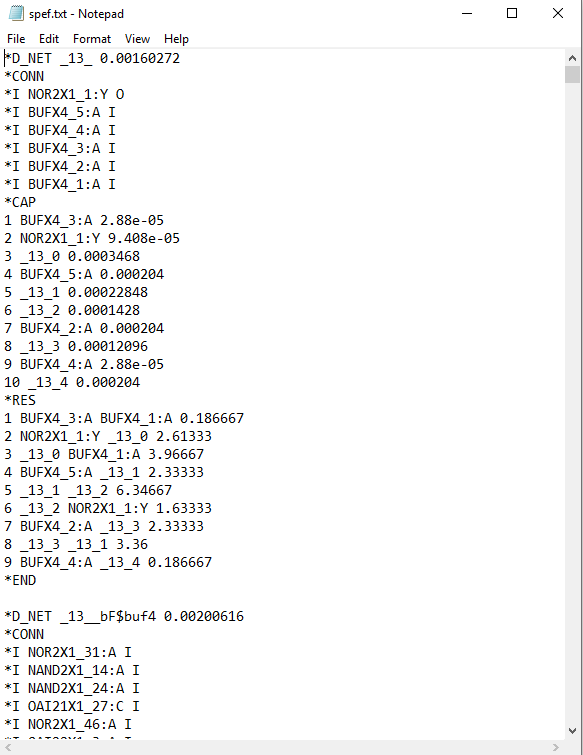 spef.txt - Notepad
File Edit Format View Help
*D_NET _13_ 0.00160272
*CONN
*I NOR2X1_1:Y O
*I BUFX4_5:A I
*I BUFX4_4:A I
*I BUFX4_3:A I
*I BUFX4_2:A I
*I BUFX4_1:A I
*CAP
1 BUFX4_3:A 2.88e-05
2 NOR2X1_1:Y 9.408e-05
3 _13_0 0.0003468
4 BUFX4_5:A 0.000204
5 _13_1 0.00022848
6 _13_2 0.0001428
7 BUFX4_2:A 0.000204
8 _13_3 0.00012096
9 BUFX4_4:A 2.88e-05
10 _13_4 0.000204
*RES
1 BUFX4_3:A BUFX4_1:A 0.186667
2 NOR2X1_1:Y _13_0 2.61333
3 _13_0 BUFX4_1:A 3.96667
4 BUFX4_5:A _13_1 2.33333
5 _13_1 _13_2 6.34667
6 _13_2 NOR2X1_1:Y 1.63333
7 BUFX4_2:A _13_3 2.33333
8 _13_3 _13_1 3.36
9 BUFX4_4:A _13_4 0.186667
*END
*D_NET _13__bF$buf4 0.00200616
*CONN
*I NOR2X1_31:A I
*I NAND2X1_14:A I
*I NAND2X1_24:A I
*I OAI21X1_27:C I
*I NOR2X1_46:A I